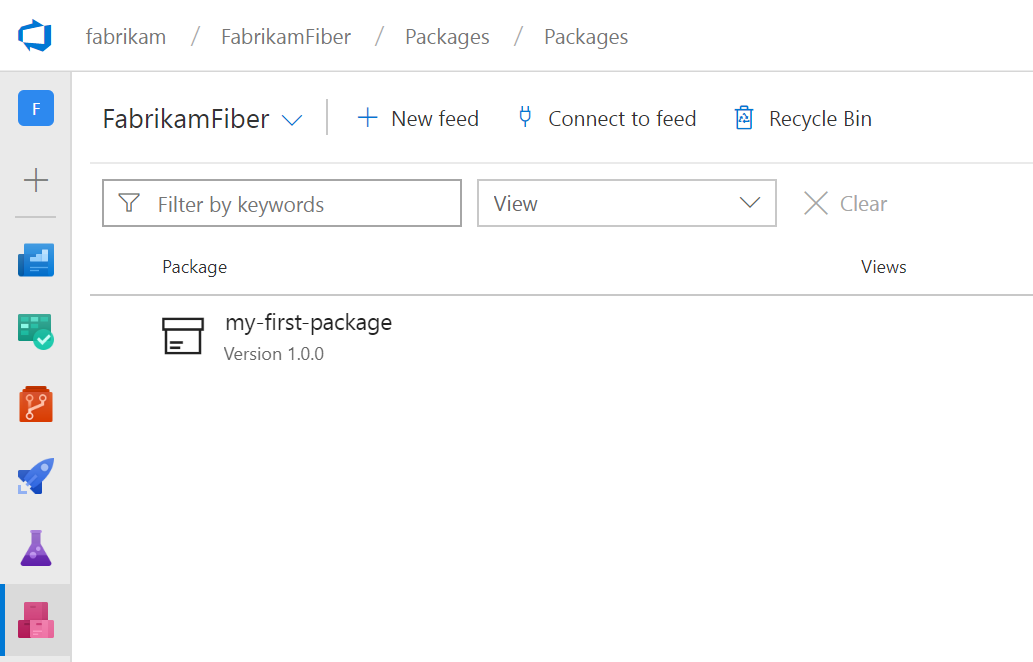 fabrikam / FabrikamFiber / Packages / Packages
F
FabrikamFiber New feed Connect to feed Recycle Bin
Filter by keywords View Clear
Package Views
my-first-package
Version 1.0.0